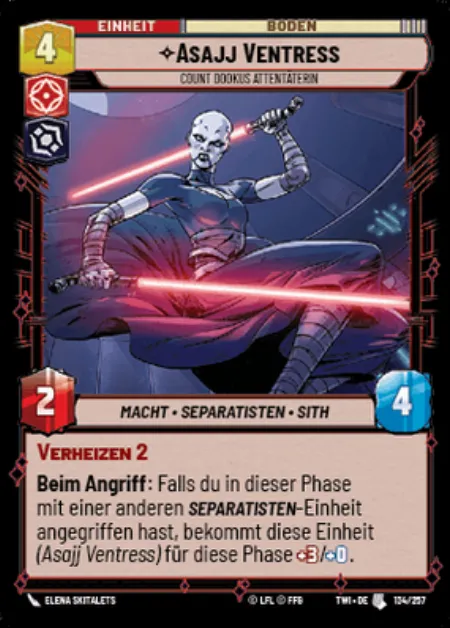 EINHEIT
BODEN
4
ASAJJ VENTRESS
COUNT DOOKUS ATTENTÄTERIN
2
4
MACHT • SEPARATISTEN • SITH
VERHEIZEN 2
Beim Angriff: Falls du in dieser Phase
mit einer anderen SEPARATISTEN-Einheit
angegriffen hast, bekommt diese Einheit
(Asajj Ventress) für diese Phase +3/+0.
ELENA SKITALETS
© LFL © FFG
TWI • DE
134/257